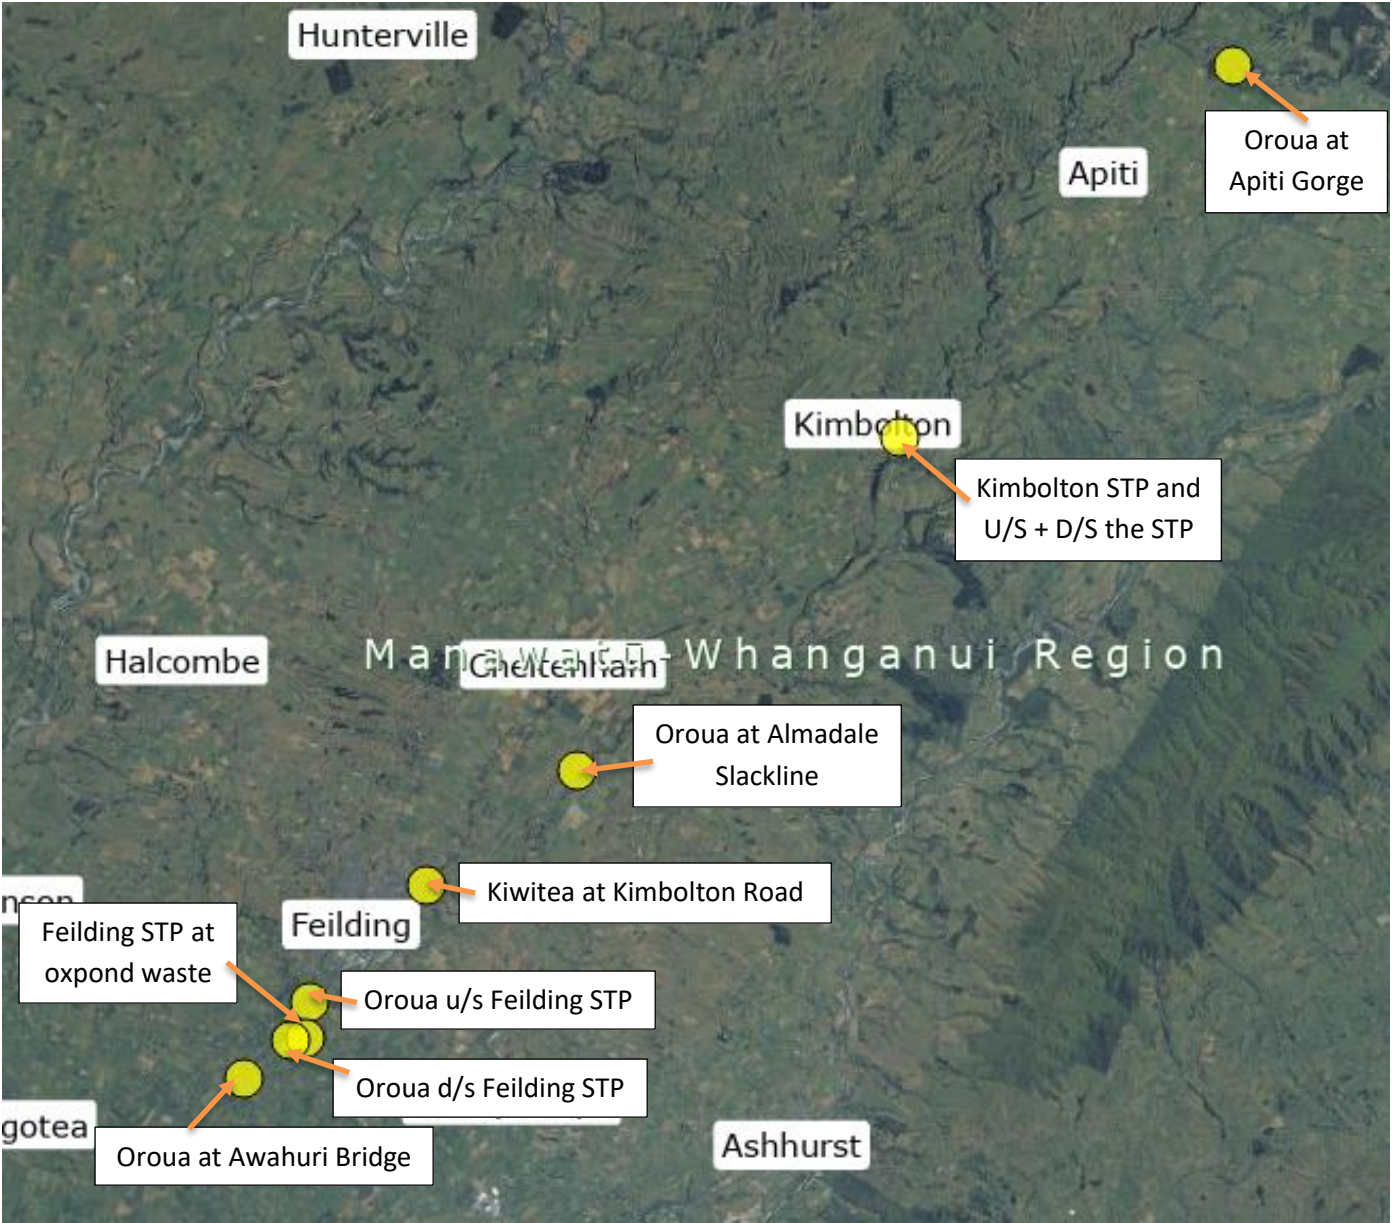 Hunterville
Oroua at
Apiti Gorge
Apiti
Kimbolton
Kimbolton STP and
U/S + D/S the STP
Manawatū-Whanganui Region
Halcombe
Cheltenham
Oroua at Almadale
Slackline
Kiwitea at Kimbolton Road
nson
Feilding STP at
oxpond waste
Feilding
Oroua u/s Feilding STP
Oroua d/s Feilding STP
gotea
Oroua at Awahuri Bridge
Ashhurst